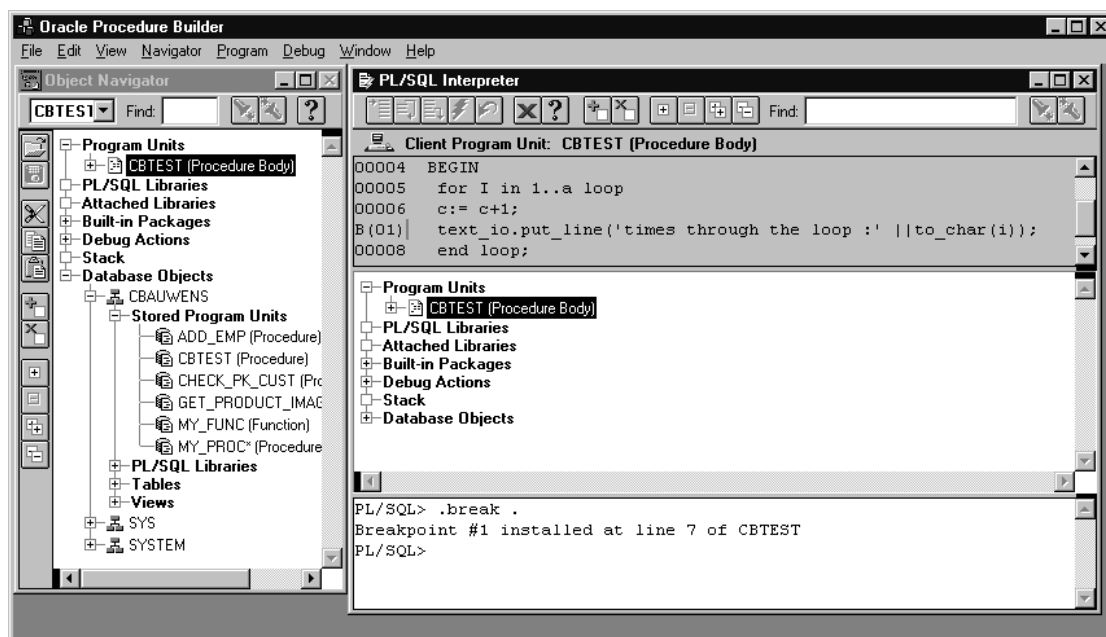 Oracle Procedure Builder
File Edit View Navigator Program Debug Window Help
Object Navigator
CBTEST Find:
Program Units
CBTEST (Procedure Body)
PL/SQL Libraries
Attached Libraries
Built-in Packages
Debug Actions
Stack
Database Objects
CBAUWENS
Stored Program Units
ADD_EMP (Procedure)
CBTEST (Procedure)
CHECK_PK_CUST (Prc
GET_PRODUCT_IMAG
MY_FUNC (Function)
MY_PROC* (Procedure
PL/SQL Libraries
Tables
Views
SYS
SYSTEM
PL/SQL Interpreter
Find:
Client Program Unit: CBTEST (Procedure Body)
00004 BEGIN
00005 for I in 1..a loop
00006 c:= c+1;
B(01) text_io.put_line('times through the loop :' ||to_char(i));
00008 end loop;
Program Units
CBTEST (Procedure Body)
PL/SQL Libraries
Attached Libraries
Built-in Packages
Debug Actions
Stack
Database Objects
PL/SQL> .break .
Breakpoint #1 installed at line 7 of CBTEST
PL/SQL>